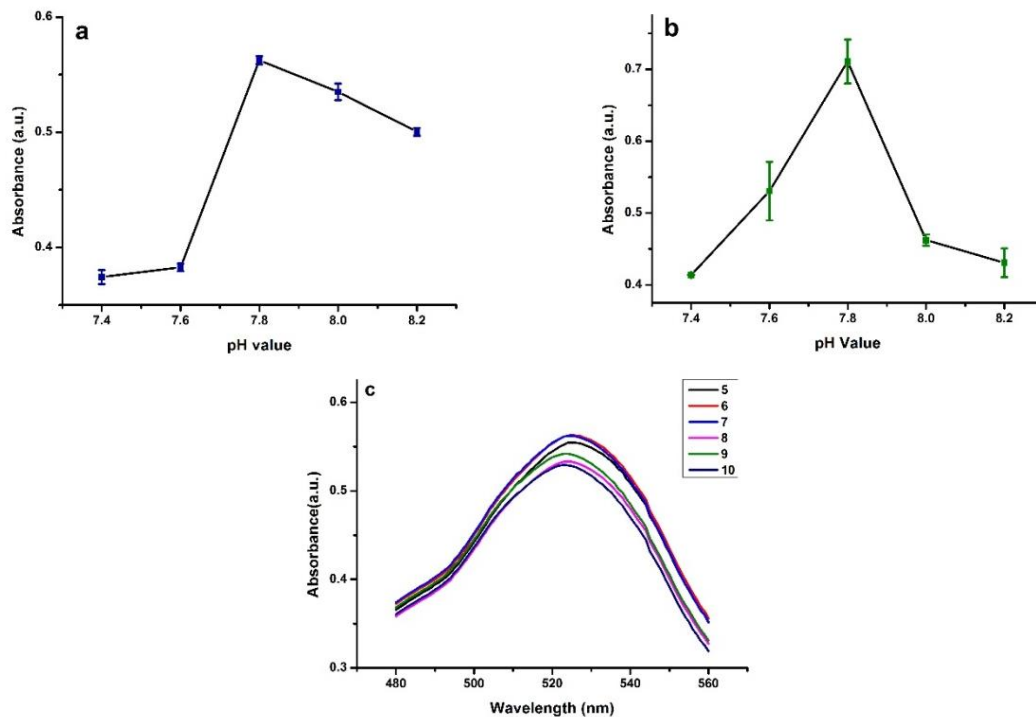 a
0.6
0.5
0.4
Absorbance (a.u.)
7.4 7.6 7.8 8.0 8.2
pH value
b
0.7
0.6
0.5
0.4
Absorbance (a.u.)
7.4 7.6 7.8 8.0 8.2
pH Value
c
0.6
0.5
0.4
0.3
Absorbance(a.u.)
480 500 520 540 560
Wavelength (nm)
5
6
7
8
9
10